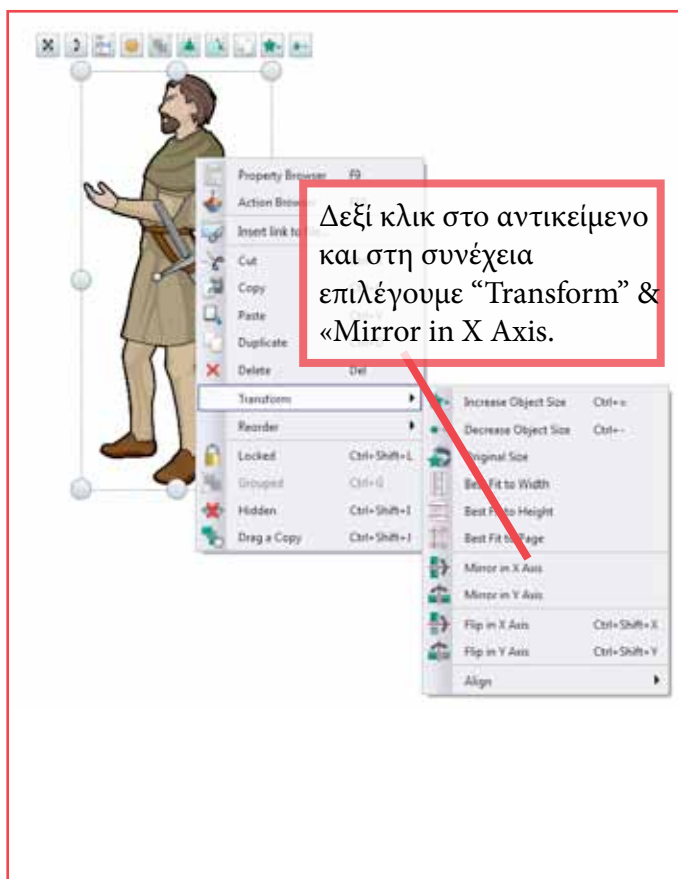 Property Browser F9
Action Browser
Insert link to file...
Δεξί κλικ στο αντικείμενο
και στη συνέχεια
επιλέγουμε “Transform” &
«Mirror in X Axis.
Cut
Copy
Paste
Duplicate
Delete Del
Transform
Reorder
Locked Ctrl+Shift+L
Grouped Ctrl+G
Hidden Ctrl+Shift+I
Drag a Copy Ctrl+Shift+J
Increase Object Size Ctrl+=
Decrease Object Size Ctrl+-
Original Size
Best Fit to Width
Best Fit to Height
Best Fit to Page
Mirror in X Axis
Mirror in Y Axis
Flip in X Axis Ctrl+Shift+X
Flip in Y Axis Ctrl+Shift+Y
Align